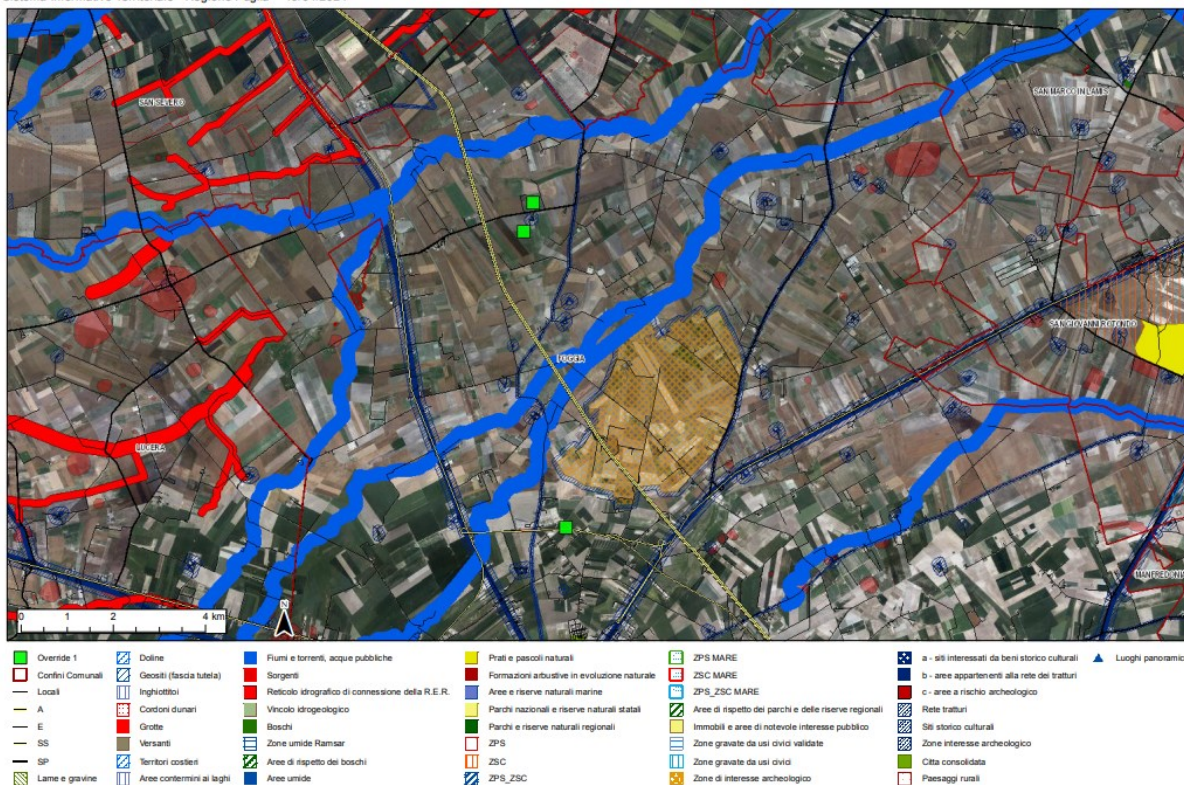 SAN SEVERO
SAN MARCO IN LAMIS
FOGGIA
SAN GIOVANNI ROTONDO
LUCERA
MANFREDONIA
0 1 2 4 km
N
Override 1
Confini Comunali
Locali
A
E
SS
SP
Lame e gravine
Doline
Geositi (fascia tutela)
Inghiottitoi
Cordoni dunari
Grotte
Versanti
Territori costieri
Aree contermini ai laghi
Fiumi e torrenti, acque pubbliche
Sorgenti
Reticolo idrografico di connessione della R.E.R.
Vincolo idrogeologico
Boschi
Zone umide Ramsar
Aree di rispetto dei boschi
Aree umide
Prati e pascoli naturali
Formazioni arbustive in evoluzione naturale
Aree e riserve naturali marine
Parchi nazionali e riserve naturali statali
Parchi e riserve naturali regionali
ZPS
ZSC
ZPS_ZSC
ZPS MARE
ZSC MARE
ZPS_ZSC MARE
Aree di rispetto dei parchi e delle riserve regionali
Immobili e aree di notevole interesse pubblico
Zone gravate da usi civici validate
Zone gravate da usi civici
Zone di interesse archeologico
a - siti interessati da beni storico culturali
b - aree appartenenti alla rete dei tratturi
c - aree a rischio archeologico
Rete tratturi
Siti storico culturali
Zone interesse archeologico
Citta consolidata
Paesaggi rurali
Luoghi panoramici